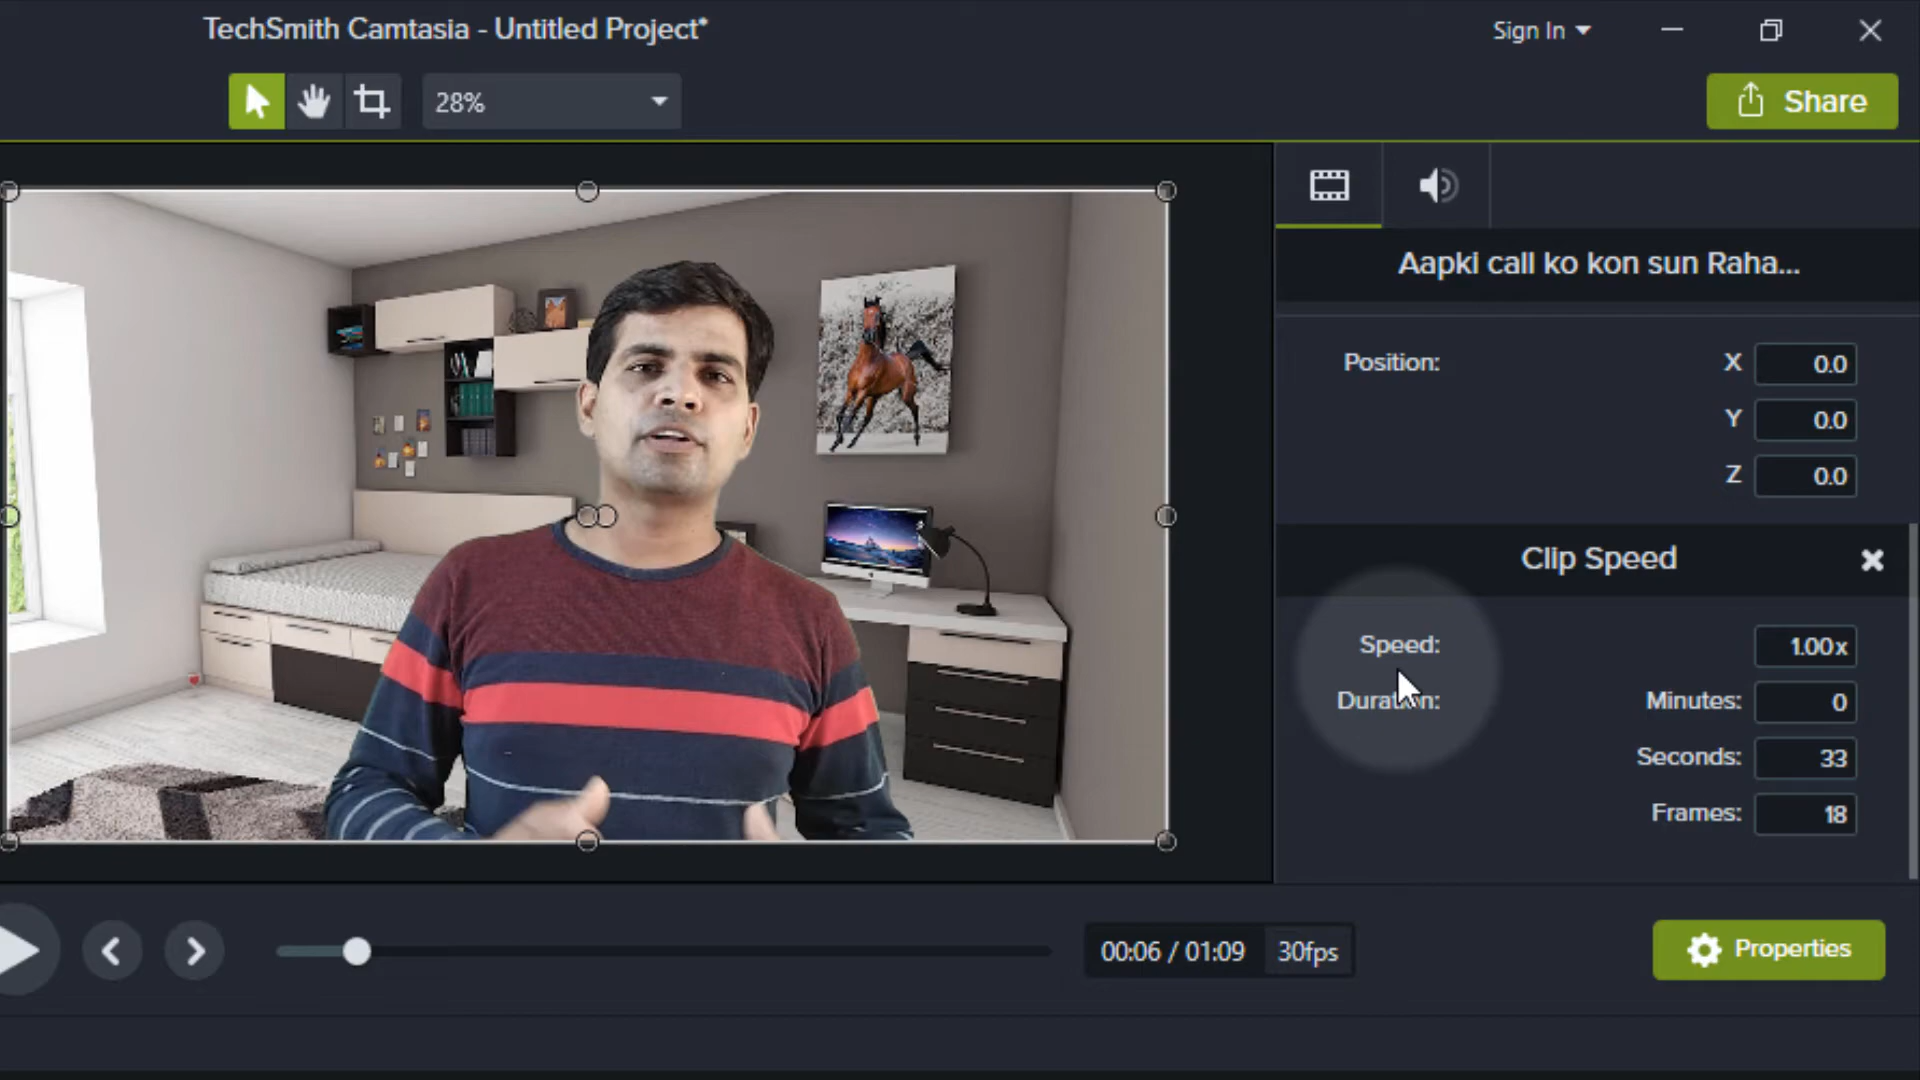 TechSmith Camtasia - Untitled Project*
Sign In
28%
Share
Aapki call ko kon sun Raha...
Position:
X 0.0
Y 0.0
Z 0.0
Clip Speed
Speed: 1.00x
Duration: Minutes: 0
Seconds: 33
Frames: 18
00:06 / 01:09 30fps
Properties